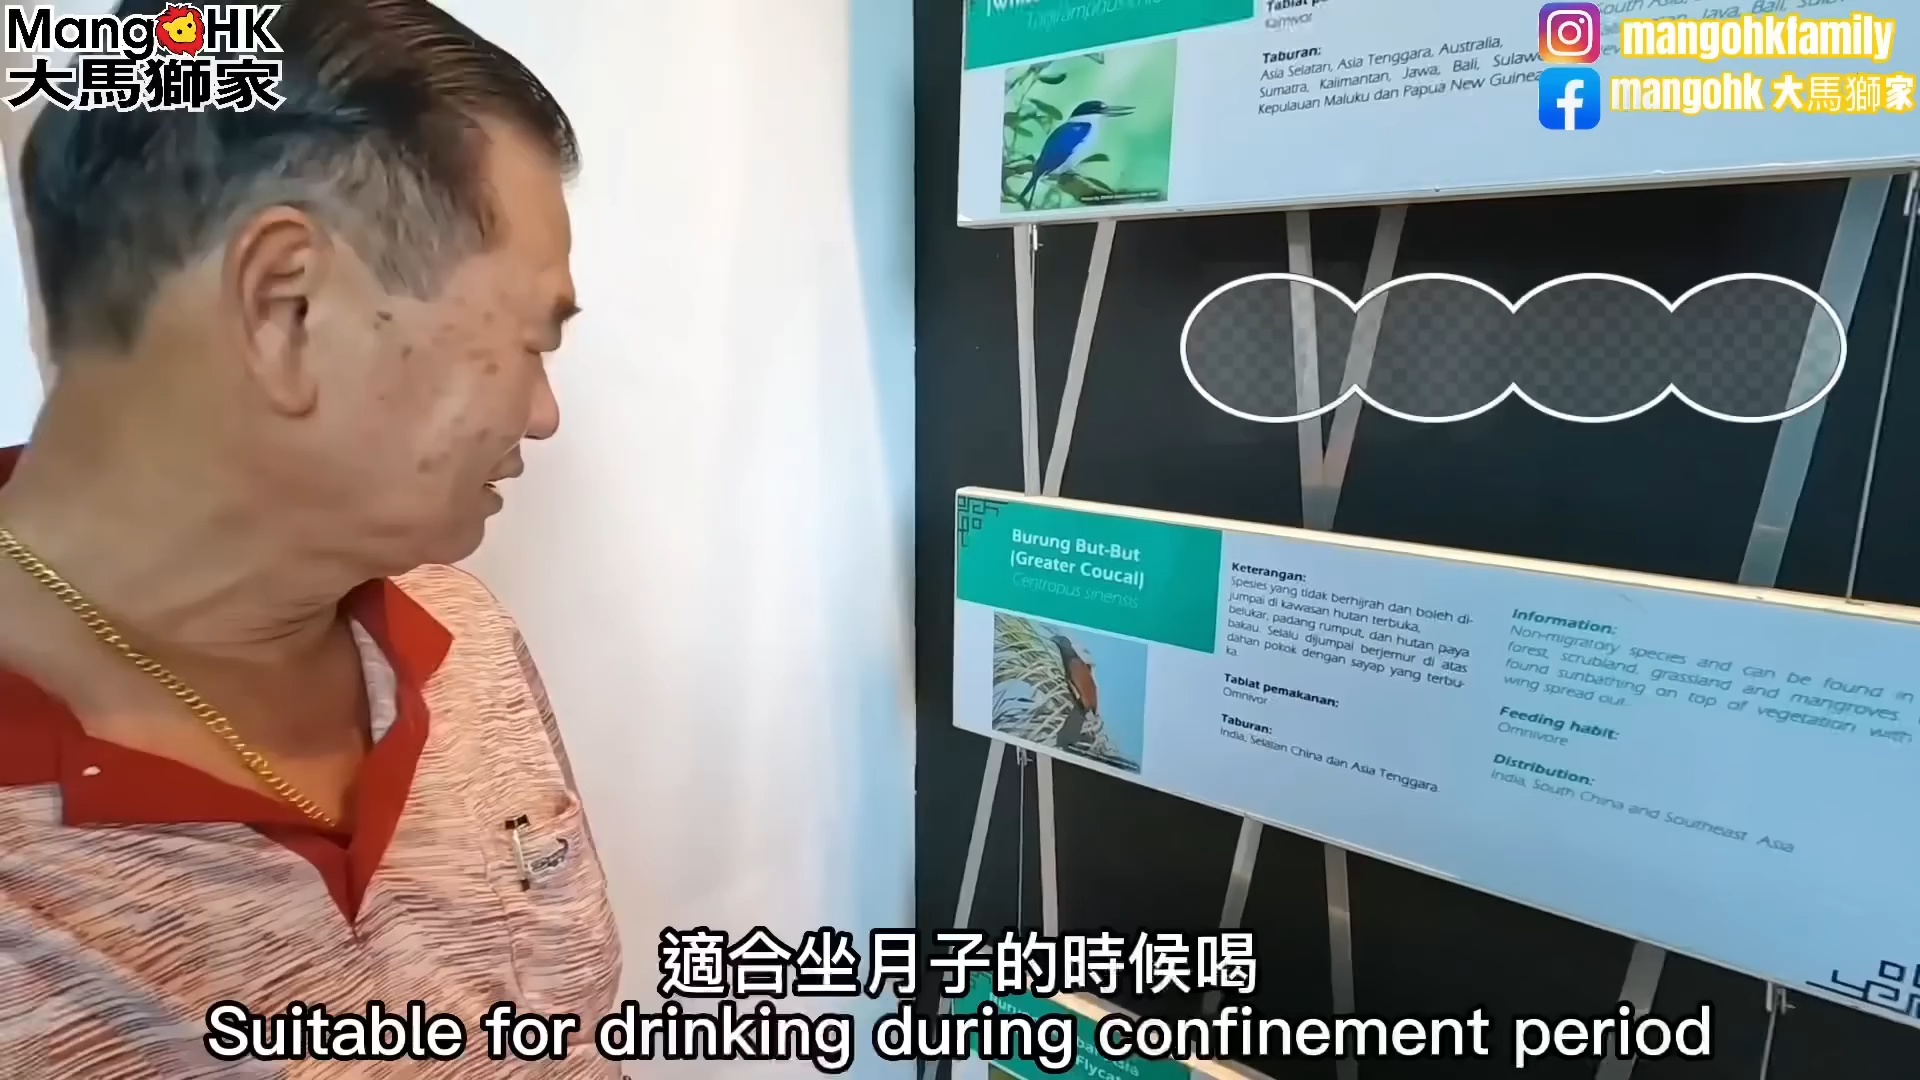 MangoHK
大馬獅家
mangohkfamily
mangohk 大馬獅家
Taburan:
Asia Selatan, Asia Tenggara, Australia,
Sumatra, Kalimantan, Jawa, Bali,
Kepulauan Maluku dan Papua New Guinea
Burung But-But
(Greater Coucal)
Centropus sinensis
Keterangan:
Spesies yang tidak berhijrah dan boleh di-
jumpai di kawasan hutan terbuka,
belukar, padang rumput, dan hutan paya
bakau. Selalu dijumpai berjemur di atas
dahan pokok dengan sayap yang terbu-
ka.
Tabiat pemakanan:
Omnivor
Taburan:
India, Selatan China dan Asia Tenggara.
Information:
Non-migratory species and can be found in
forest, scrubland, grassland and mangroves.
found sunbathing on top of vegetation with
wing spread out.
Feeding habit:
Omnivore
Distribution:
India, South China and Southeast Asia
適合坐月子的時候喝
Suitable for drinking during confinement period